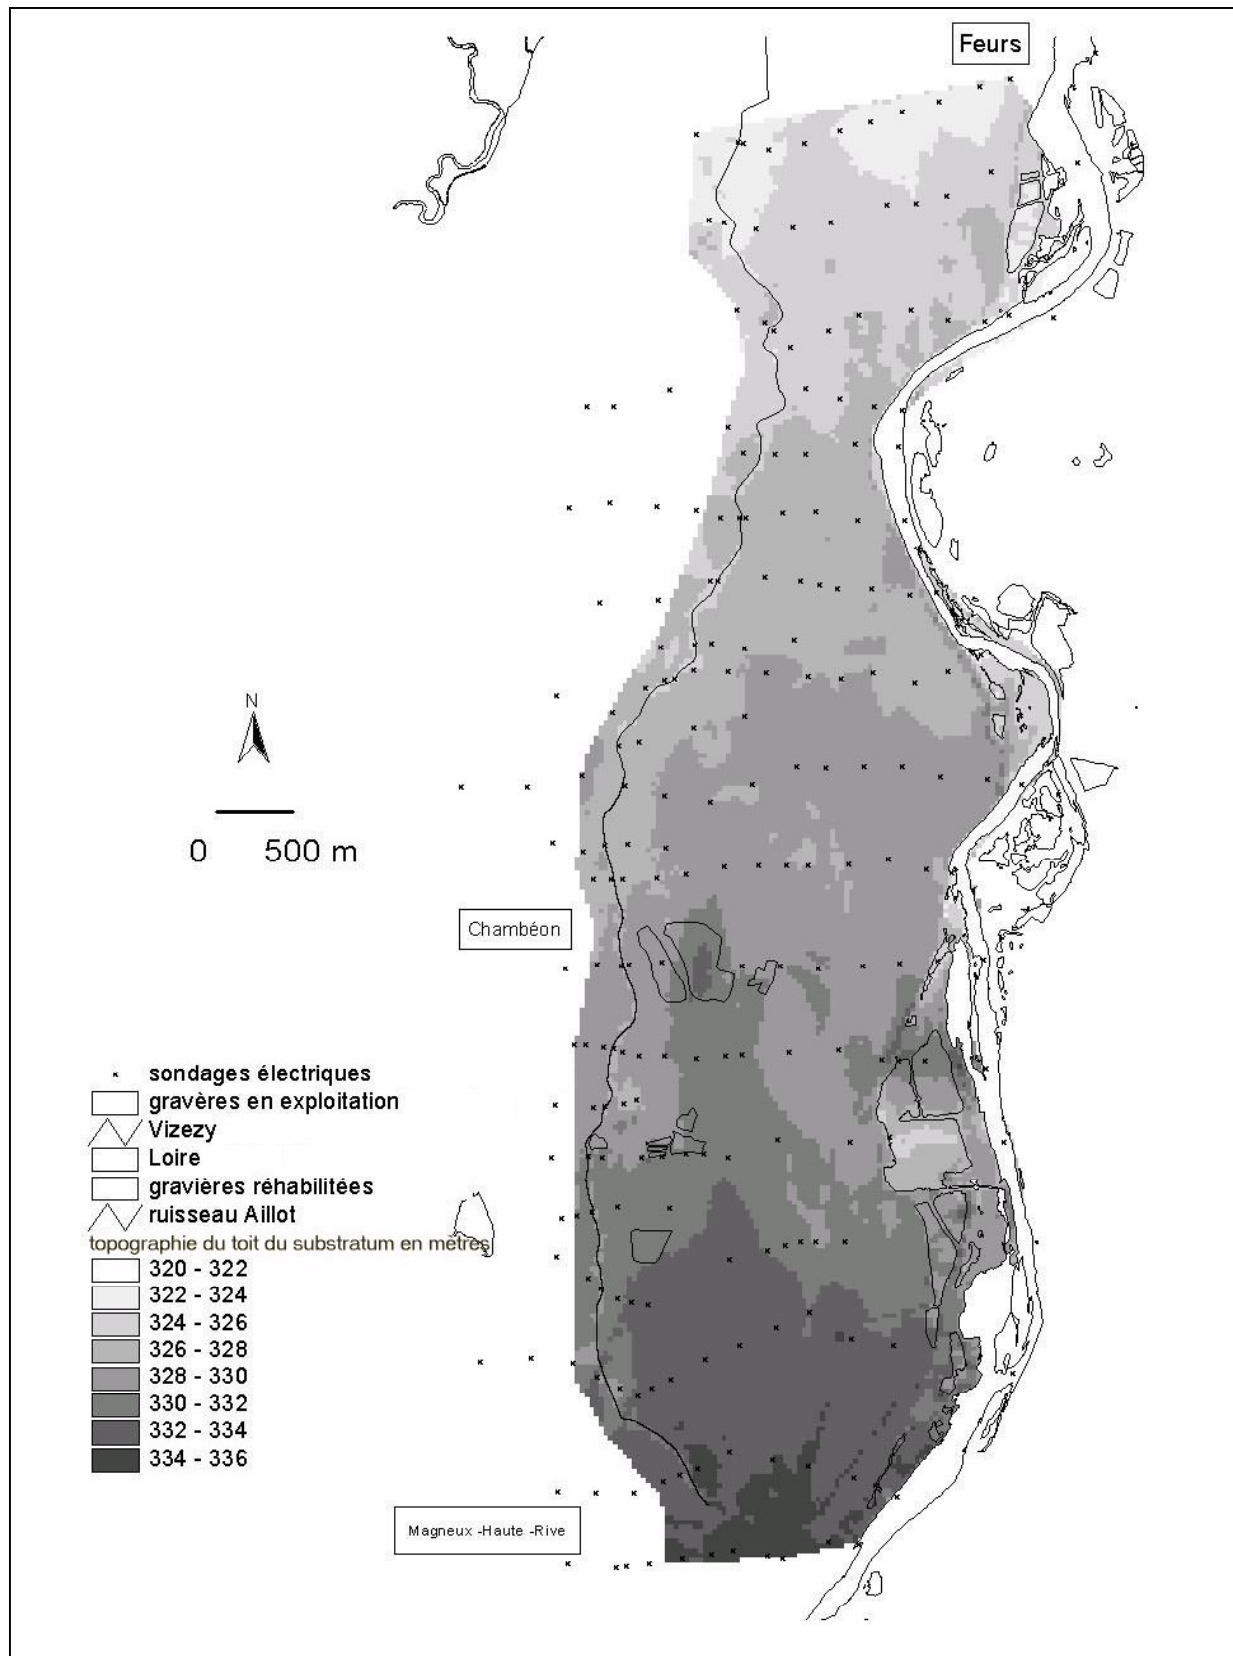 Feurs
N
0 500 m
Chambéon
sondages électriques
gravères en exploitation
Vizezy
Loire
gravières réhabilitées
ruisseau Aillot
topographie du toit du substratum en mètres
320 - 322
322 - 324
324 - 326
326 - 328
328 - 330
330 - 332
332 - 334
334 - 336
Magneux -Haute -Rive